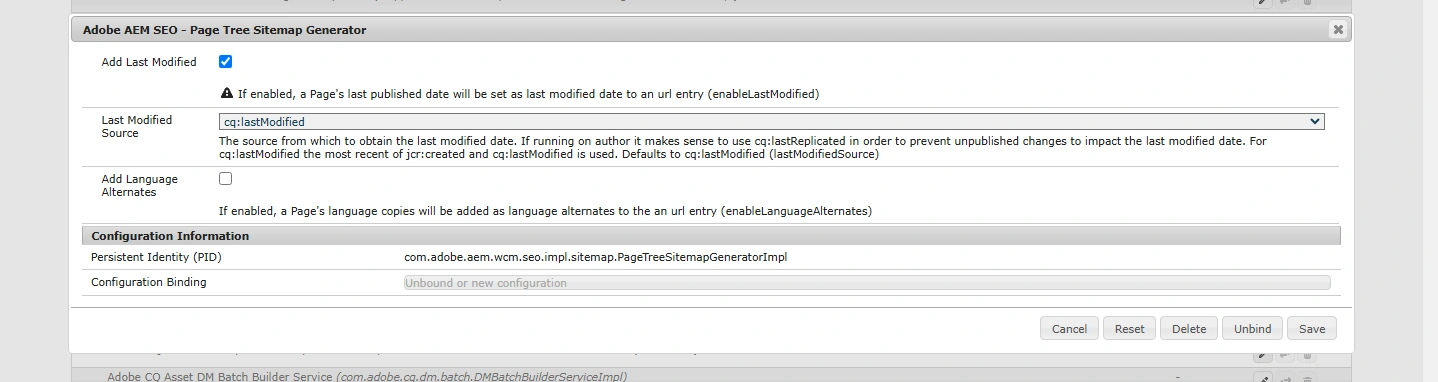 Adobe AEM SEO - Page Tree Sitemap Generator
Add Last Modified
If enabled, a Page's last published date will be set as last modified date to an url entry (enableLastModified)
Last Modified
Source
cq:lastModified
The source from which to obtain the last modified date. If running on author it makes sense to use cq:lastReplicated in order to prevent unpublished changes to impact the last modified date. For
cq:lastModified the most recent of jcr:created and cq:lastModified is used. Defaults to cq:lastModified (lastModifiedSource)
Add Language
Alternates
If enabled, a Page's language copies will be added as language alternates to the an url entry (enableLanguageAlternates)
Configuration Information
Persistent Identity (PID) com.adobe.aem.wcm.seo.impl.sitemap.PageTreeSitemapGeneratorImpl
Configuration Binding Unbound or new configuration
Cancel Reset Delete Unbind Save
Adobe CQ Asset DM Batch Builder Service (com.adobe.cq.dm.batch.DMBatchBuilderServiceImpl) -